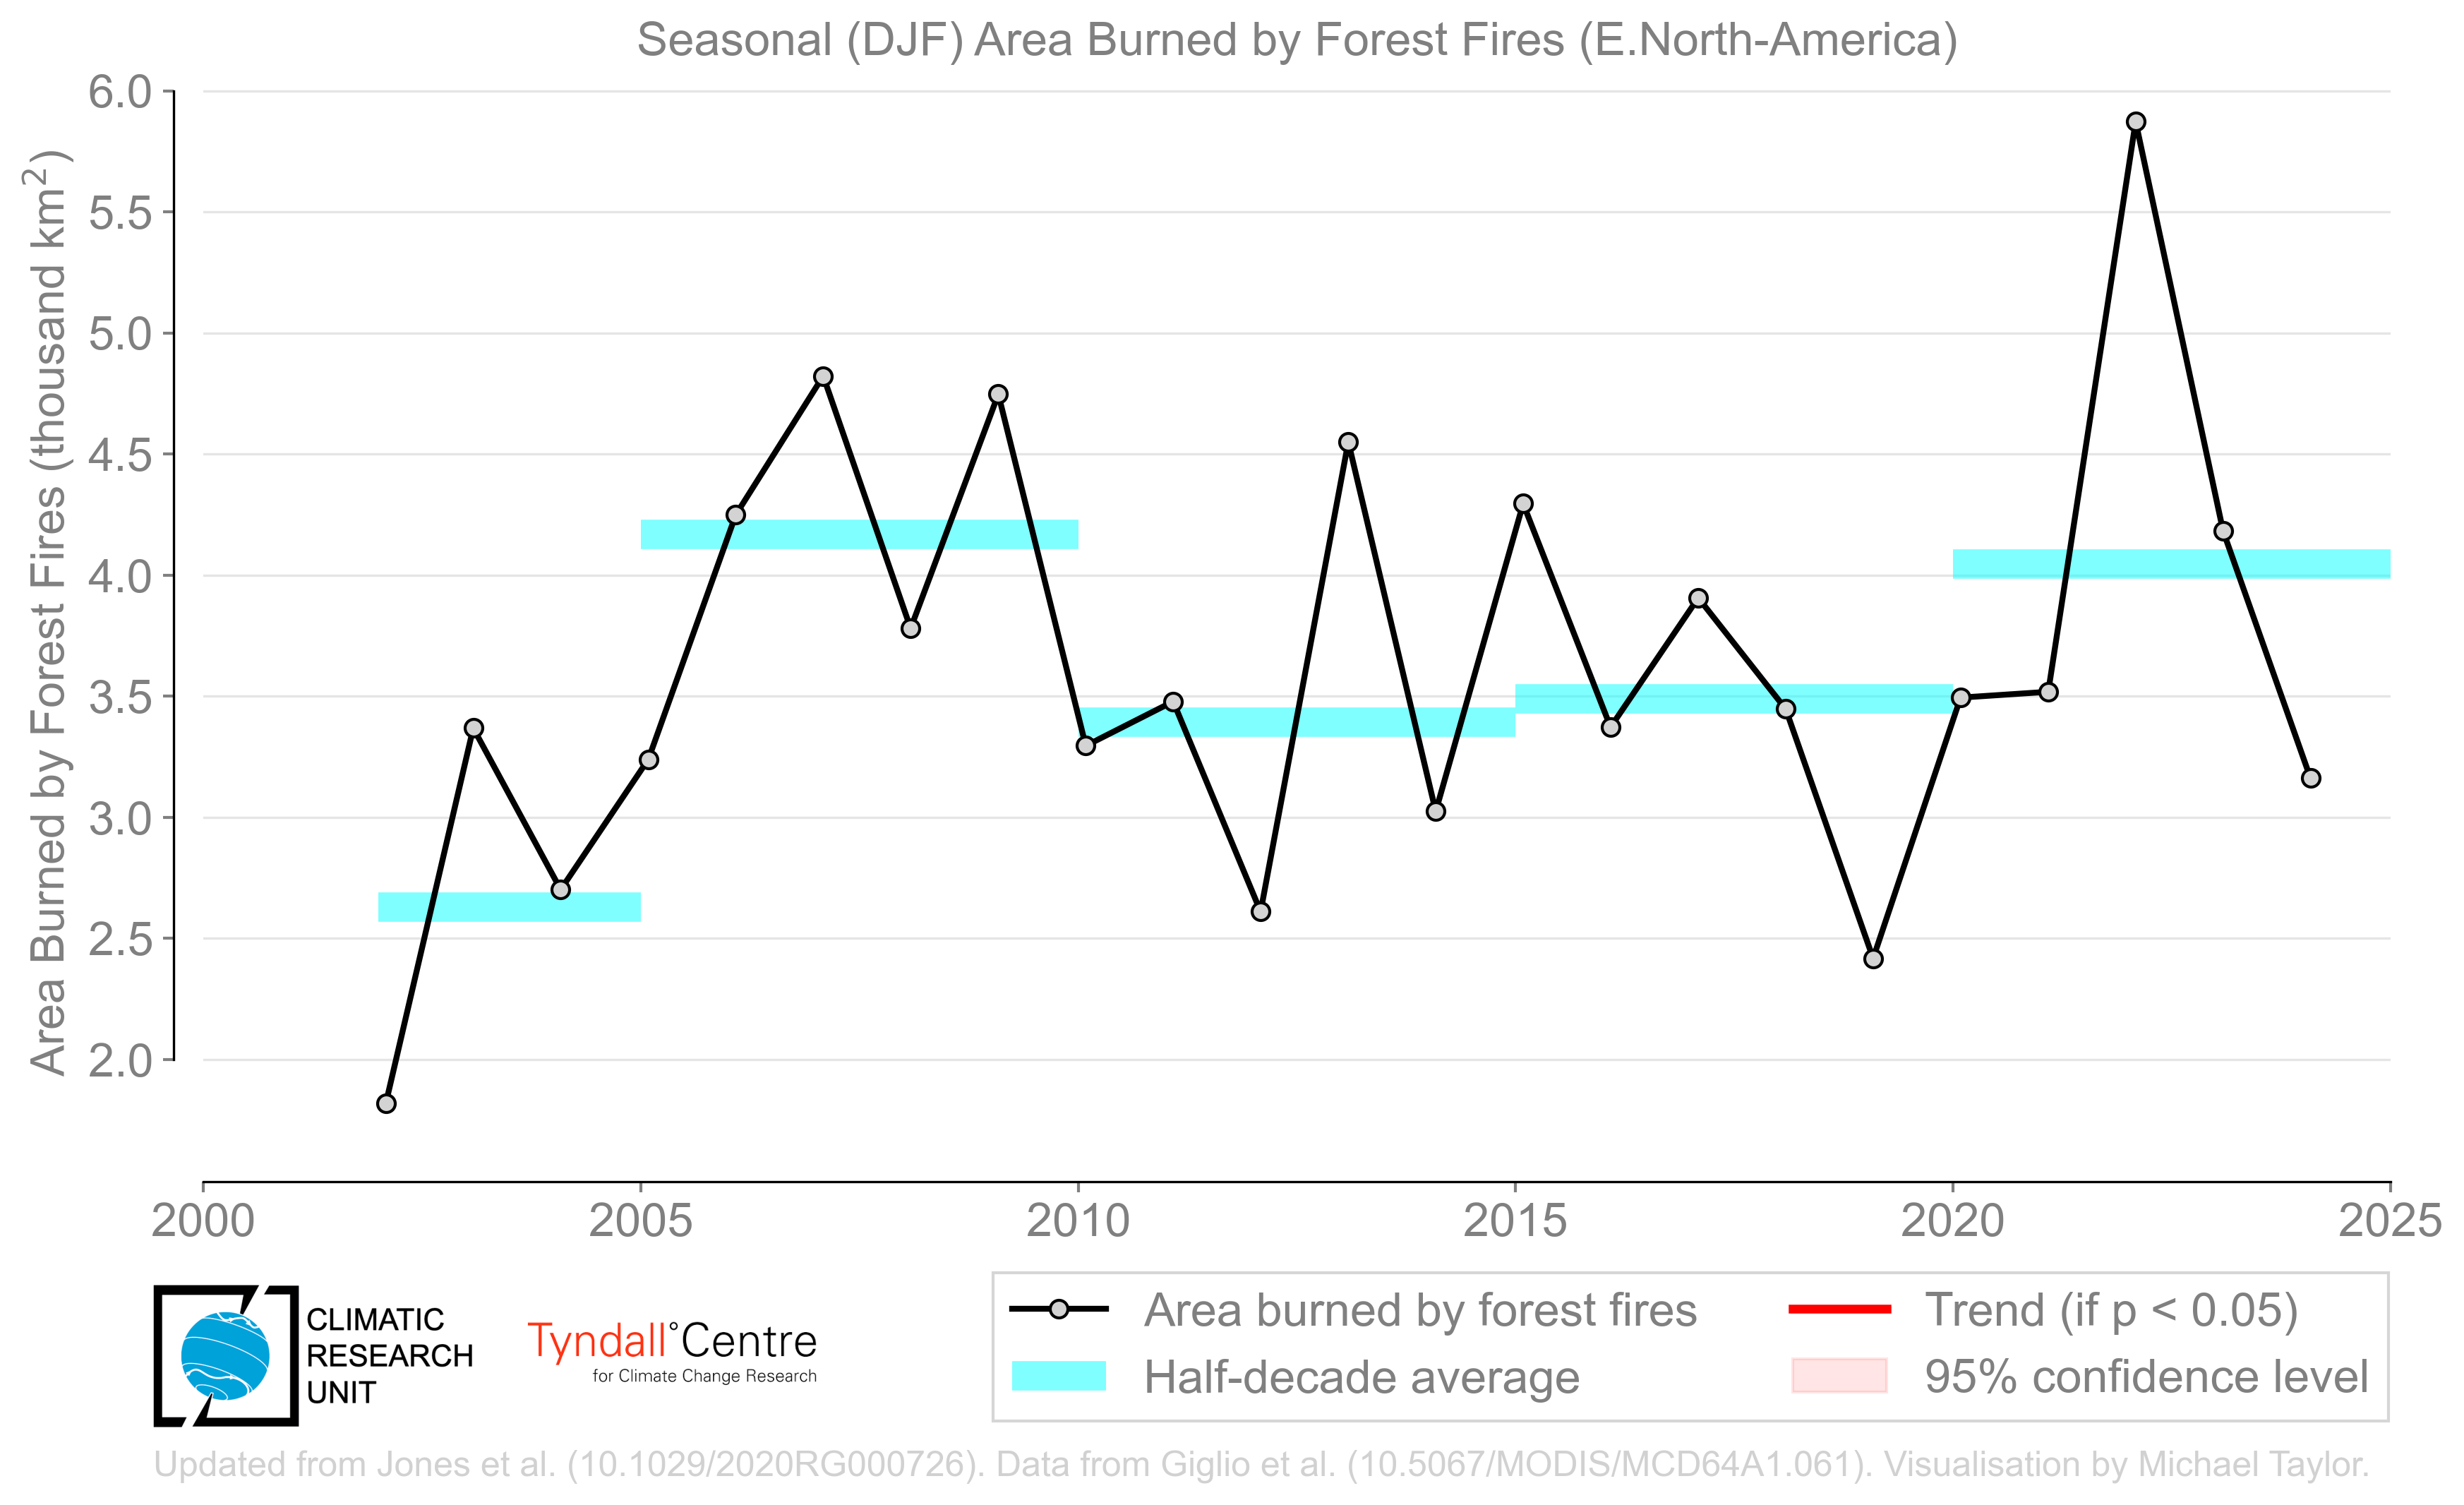 Seasonal (DJF) Area Burned by Forest Fires (E.North-America)
Area Burned by Forest Fires (thousand km²)
6.0
5.5
5.0
4.5
4.0
3.5
3.0
2.5
2.0
2000 2005 2010 2015 2020 2025
CLIMATIC
RESEARCH
UNIT
Tyndall°Centre
for Climate Change Research
Area burned by forest fires
Half-decade average
Trend (if p < 0.05)
95% confidence level
Updated from Jones et al. (10.1029/2020RG000726). Data from Giglio et al. (10.5067/MODIS/MCD64A1.061). Visualisation by Michael Taylor.